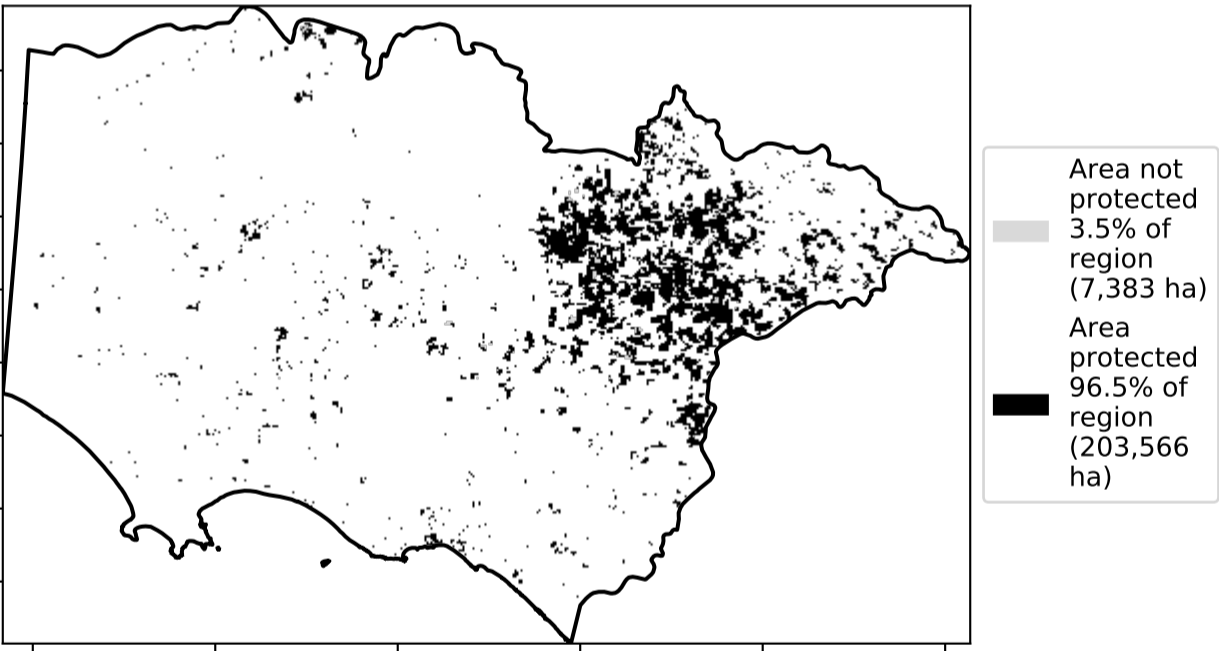 Area not
protected
3.5% of
region
(7,383 ha)
Area
protected
96.5% of
region
(203,566
ha)